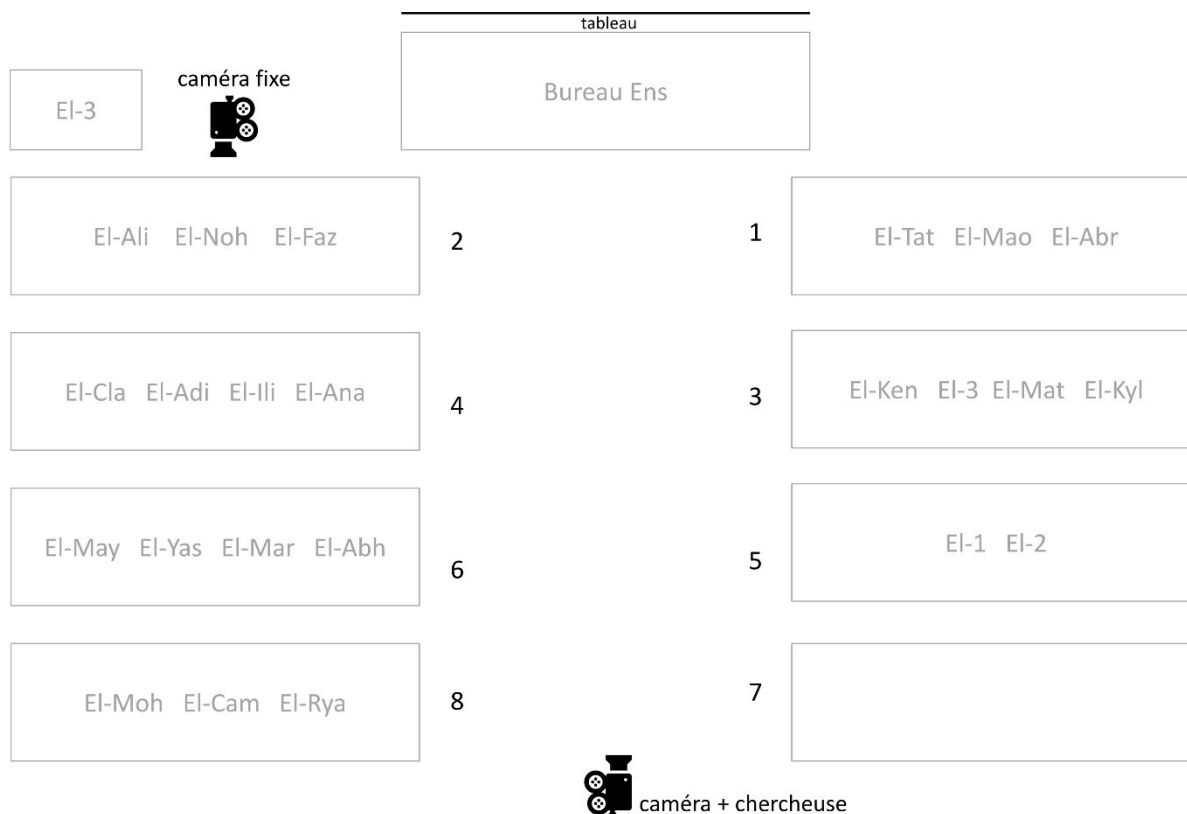 tableau
caméra fixe
El-3
Bureau Ens
El-Ali El-Noh El-Faz
2
1
El-Tat El-Mao El-Abr
El-Cla El-Adi El-Ili El-Ana
4
3
El-Ken El-3 El-Mat El-Kyl
El-May El-Yas El-Mar El-Abh
6
5
El-1 El-2
El-Moh El-Cam El-Rya
8
7
caméra + chercheuse